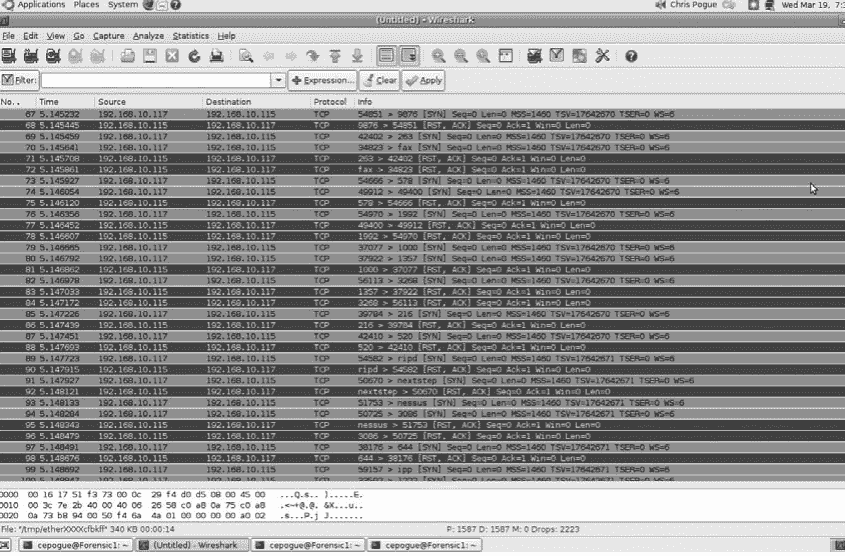 Applications Places System Chris Pogue Wed Mar 19, 7:3
(Untitled) - Wireshark
File Edit View Go Capture Analyze Statistics Help
Filter: Expression... Clear Apply
No. . Time Source Destination Protocol Info
67 5.145232 192.168.10.117 192.168.10.115 TCP 54851 > 9876 [SYN] Seq=0 Len=0 MSS=1460 TSV=17642670 TSER=0 WS=6
68 5.145445 192.168.10.115 192.168.10.117 TCP 9876 > 54851 [RST, ACK] Seq=0 Ack=1 Win=0 Len=0
69 5.145459 192.168.10.117 192.168.10.115 TCP 42402 > 263 [SYN] Seq=0 Len=0 MSS=1460 TSV=17642670 TSER=0 WS=6
70 5.145641 192.168.10.117 192.168.10.115 TCP 34823 > fax [SYN] Seq=0 Len=0 MSS=1460 TSV=17642670 TSER=0 WS=6
71 5.145708 192.168.10.115 192.168.10.117 TCP 263 > 42402 [RST, ACK] Seq=0 Ack=1 Win=0 Len=0
72 5.145861 192.168.10.115 192.168.10.117 TCP fax > 34823 [RST, ACK] Seq=0 Ack=1 Win=0 Len=0
73 5.145927 192.168.10.117 192.168.10.115 TCP 54666 > 578 [SYN] Seq=0 Len=0 MSS=1460 TSV=17642670 TSER=0 WS=6
74 5.146054 192.168.10.117 192.168.10.115 TCP 49912 > 49400 [SYN] Seq=0 Len=0 MSS=1460 TSV=17642670 TSER=0 WS=6
75 5.146120 192.168.10.115 192.168.10.117 TCP 578 > 54666 [RST, ACK] Seq=0 Ack=1 Win=0 Len=0
76 5.146356 192.168.10.117 192.168.10.115 TCP 54970 > 1992 [SYN] Seq=0 Len=0 MSS=1460 TSV=17642670 TSER=0 WS=6
77 5.146452 192.168.10.115 192.168.10.117 TCP 49400 > 49912 [RST, ACK] Seq=0 Ack=1 Win=0 Len=0
78 5.146607 192.168.10.115 192.168.10.117 TCP 1992 > 54970 [RST, ACK] Seq=0 Ack=1 Win=0 Len=0
79 5.146665 192.168.10.117 192.168.10.115 TCP 37077 > 1000 [SYN] Seq=0 Len=0 MSS=1460 TSV=17642670 TSER=0 WS=6
80 5.146792 192.168.10.117 192.168.10.115 TCP 37922 > 1357 [SYN] Seq=0 Len=0 MSS=1460 TSV=17642670 TSER=0 WS=6
81 5.146862 192.168.10.115 192.168.10.117 TCP 1000 > 37077 [RST, ACK] Seq=0 Ack=1 Win=0 Len=0
82 5.146978 192.168.10.117 192.168.10.115 TCP 56113 > 3268 [SYN] Seq=0 Len=0 MSS=1460 TSV=17642670 TSER=0 WS=6
83 5.147033 192.168.10.115 192.168.10.117 TCP 1357 > 37922 [RST, ACK] Seq=0 Ack=1 Win=0 Len=0
84 5.147172 192.168.10.115 192.168.10.117 TCP 3268 > 56113 [RST, ACK] Seq=0 Ack=1 Win=0 Len=0
85 5.147226 192.168.10.117 192.168.10.115 TCP 39784 > 216 [SYN] Seq=0 Len=0 MSS=1460 TSV=17642670 TSER=0 WS=6
86 5.147439 192.168.10.115 192.168.10.117 TCP 216 > 39784 [RST, ACK] Seq=0 Ack=1 Win=0 Len=0
87 5.147451 192.168.10.117 192.168.10.115 TCP 42410 > 520 [SYN] Seq=0 Len=0 MSS=1460 TSV=17642670 TSER=0 WS=6
88 5.147693 192.168.10.115 192.168.10.117 TCP 520 > 42410 [RST, ACK] Seq=0 Ack=1 Win=0 Len=0
89 5.147723 192.168.10.117 192.168.10.115 TCP 54582 > ripd [SYN] Seq=0 Len=0 MSS=1460 TSV=17642671 TSER=0 WS=6
90 5.147915 192.168.10.115 192.168.10.117 TCP ripd > 54582 [RST, ACK] Seq=0 Ack=1 Win=0 Len=0
91 5.147927 192.168.10.117 192.168.10.115 TCP 50670 > nextstep [SYN] Seq=0 Len=0 MSS=1460 TSV=17642671 TSER=0 WS=6
92 5.148121 192.168.10.115 192.168.10.117 TCP nextstep > 50670 [RST, ACK] Seq=0 Ack=1 Win=0 Len=0
93 5.148133 192.168.10.117 192.168.10.115 TCP 51753 > nessus [SYN] Seq=0 Len=0 MSS=1460 TSV=17642671 TSER=0 WS=6
94 5.148284 192.168.10.117 192.168.10.115 TCP 50725 > 3086 [SYN] Seq=0 Len=0 MSS=1460 TSV=17642671 TSER=0 WS=6
95 5.148343 192.168.10.115 192.168.10.117 TCP nessus > 51753 [RST, ACK] Seq=0 Ack=1 Win=0 Len=0
96 5.148479 192.168.10.115 192.168.10.117 TCP 3086 > 50725 [RST, ACK] Seq=0 Ack=1 Win=0 Len=0
97 5.148491 192.168.10.117 192.168.10.115 TCP 38176 > 644 [SYN] Seq=0 Len=0 MSS=1460 TSV=17642671 TSER=0 WS=6
98 5.148676 192.168.10.115 192.168.10.117 TCP 644 > 38176 [RST, ACK] Seq=0 Ack=1 Win=0 Len=0
99 5.148692 192.168.10.117 192.168.10.115 TCP 59157 > ipp [SYN] Seq=0 Len=0 MSS=1460 TSV=17642671 TSER=0 WS=6
0000 00 16 17 51 f3 73 00 0c 29 f4 d0 d5 08 00 45 00 ...Q.s.. ).....E.
0010 00 3c 7e 2b 40 00 40 06 26 58 c0 a8 0a 75 c0 a8 .<~+@.@. &X...u..
0020 0a 73 b8 94 00 50 f4 6a 4a 01 00 00 00 00 a0 02 .s...P.j J.......
File: "/tmp/etherXXXXcfbkff" 340 KB 00:00:14 P: 1587 D: 1587 M: 0 Drops: 2223
cepogue@Forensic1: ~ (Untitled) - Wireshark cepogue@Forensic1: ~ cepogue@Forensic1: ~